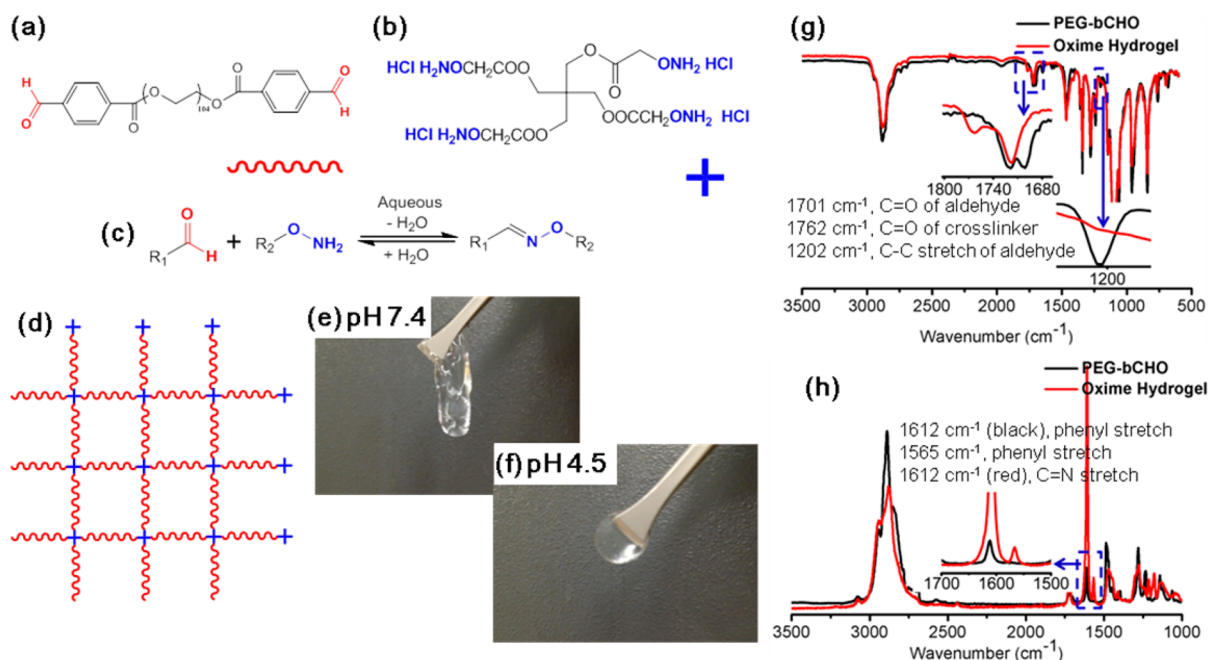 (a)
H
O
O
O
O
104
O
O
O
H
(b)
HCl H₂NOCH₂COO
O
O
ONH₂ HCl
HCl H₂NOCH₂COO
OOCCH₂ONH₂ HCl
(c)
R₁
O
H
+
R₂
O
NH₂
Aqueous
- H₂O
+ H₂O
R₁
N
O
R₂
(d)
(e) pH 7.4
(f) pH 4.5
(g)
PEG-bCHO
Oxime Hydrogel
1800 1720 1640
1701 cm⁻¹, C=O of aldehyde
1762 cm⁻¹, C=O of crosslinker
1202 cm⁻¹, C-C stretch of aldehyde
1200
3500 2500 2000 1500 1000 500
Wavenumber (cm⁻¹)
(h)
PEG-bCHO
Oxime Hydrogel
1612 cm⁻¹ (black), phenyl stretch
1565 cm⁻¹, phenyl stretch
1612 cm⁻¹ (red), C=N stretch
1700 1600 1500
3500 3000 2500 2000 1500 1000
Wavenumber (cm⁻¹)